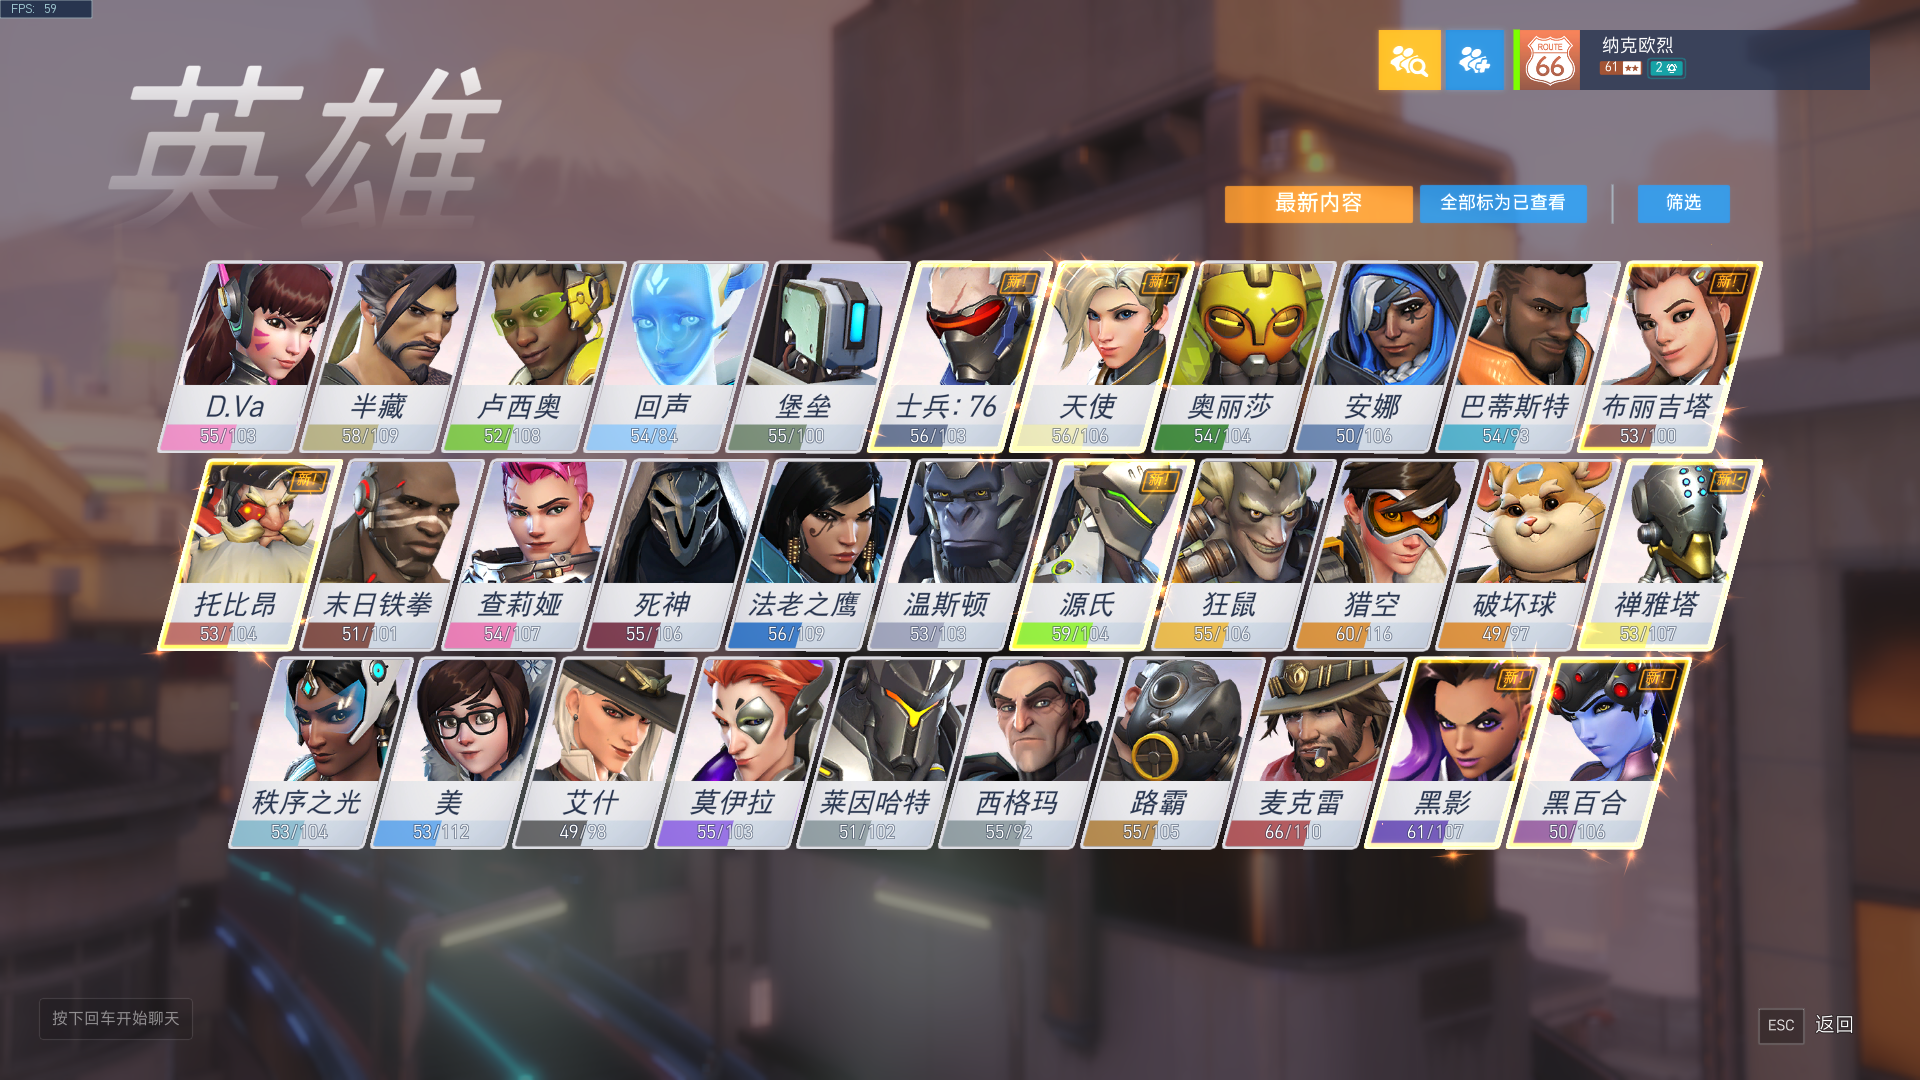 FPS: 59
英雄
ROUTE
66
纳克欧烈
61 ★★ 2
最新内容 全部标为已查看 筛选
新! 新! 新!
D.Va 半藏 卢西奥 回声 堡垒 士兵: 76 天使 奥丽莎 安娜 巴蒂斯特 布丽吉塔
55/103 58/109 52/108 54/84 55/100 56/103 56/106 54/104 50/106 54/93 53/100
新! 新! 新!
托比昂 末日铁拳 查莉娅 死神 法老之鹰 温斯顿 源氏 狂鼠 猎空 破坏球 禅雅塔
53/104 51/101 54/107 55/106 56/109 53/103 59/104 55/106 60/116 49/97 53/107
新! 新!
秩序之光 美 艾什 莫伊拉 莱因哈特 西格玛 路霸 麦克雷 黑影 黑百合
53/104 53/112 49/98 55/103 51/102 55/92 55/105 66/110 61/107 50/106
按下回车开始聊天
ESC 返回